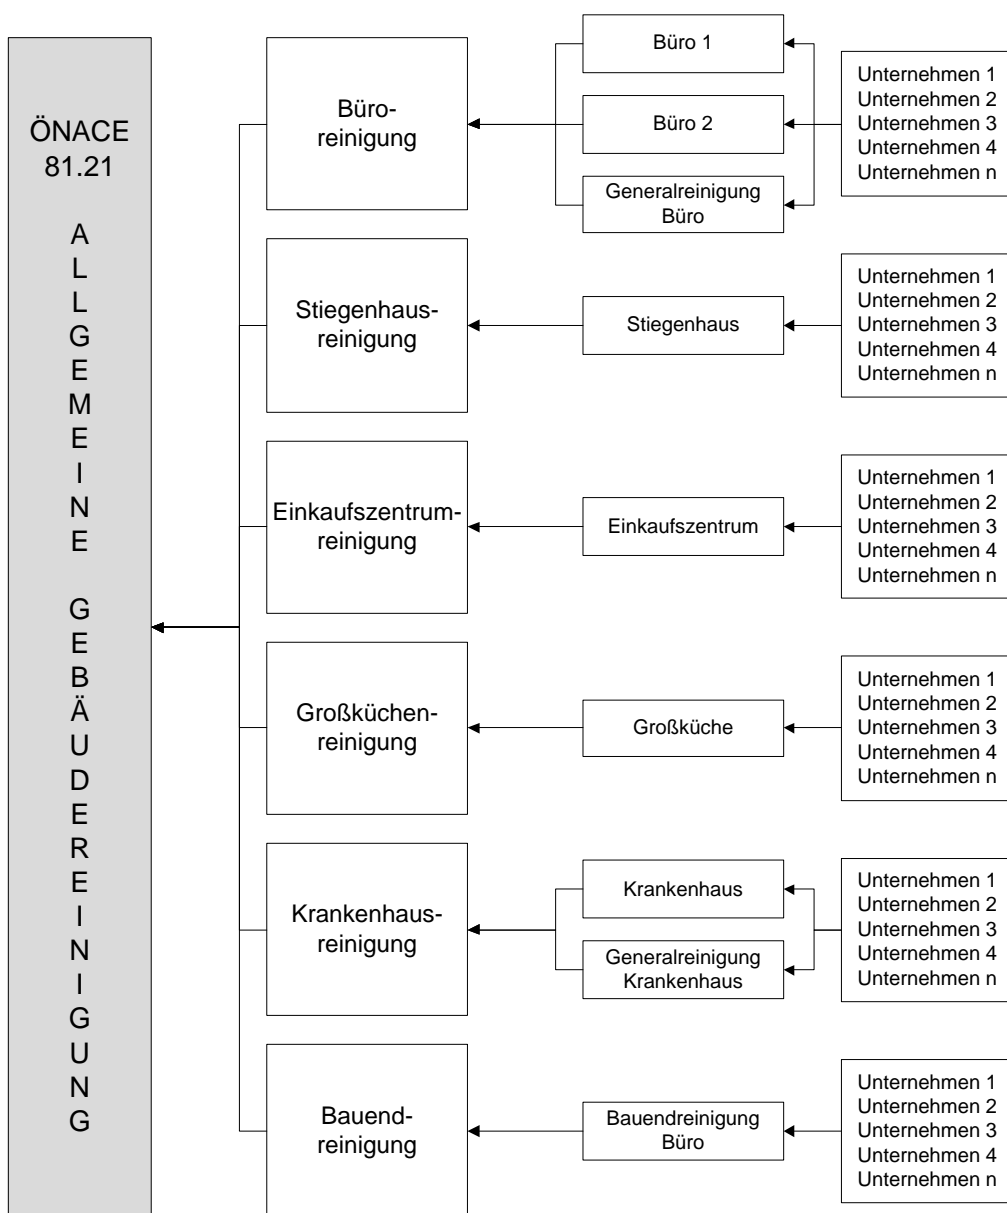 ÖNACE
81.21
A
L
L
G
E
M
E
I
N
E
G
E
B
Ä
U
D
E
R
E
I
N
I
G
U
N
G
Büro-
reinigung
Büro 1
Büro 2
Generalreinigung
Büro
Unternehmen 1
Unternehmen 2
Unternehmen 3
Unternehmen 4
Unternehmen n
Stiegenhaus-
reinigung
Stiegenhaus
Unternehmen 1
Unternehmen 2
Unternehmen 3
Unternehmen 4
Unternehmen n
Einkaufszentrum-
reinigung
Einkaufszentrum
Unternehmen 1
Unternehmen 2
Unternehmen 3
Unternehmen 4
Unternehmen n
Großküchen-
reinigung
Großküche
Unternehmen 1
Unternehmen 2
Unternehmen 3
Unternehmen 4
Unternehmen n
Krankenhaus-
reinigung
Krankenhaus
Generalreinigung
Krankenhaus
Unternehmen 1
Unternehmen 2
Unternehmen 3
Unternehmen 4
Unternehmen n
Bauend-
reinigung
Bauendreinigung
Büro
Unternehmen 1
Unternehmen 2
Unternehmen 3
Unternehmen 4
Unternehmen n